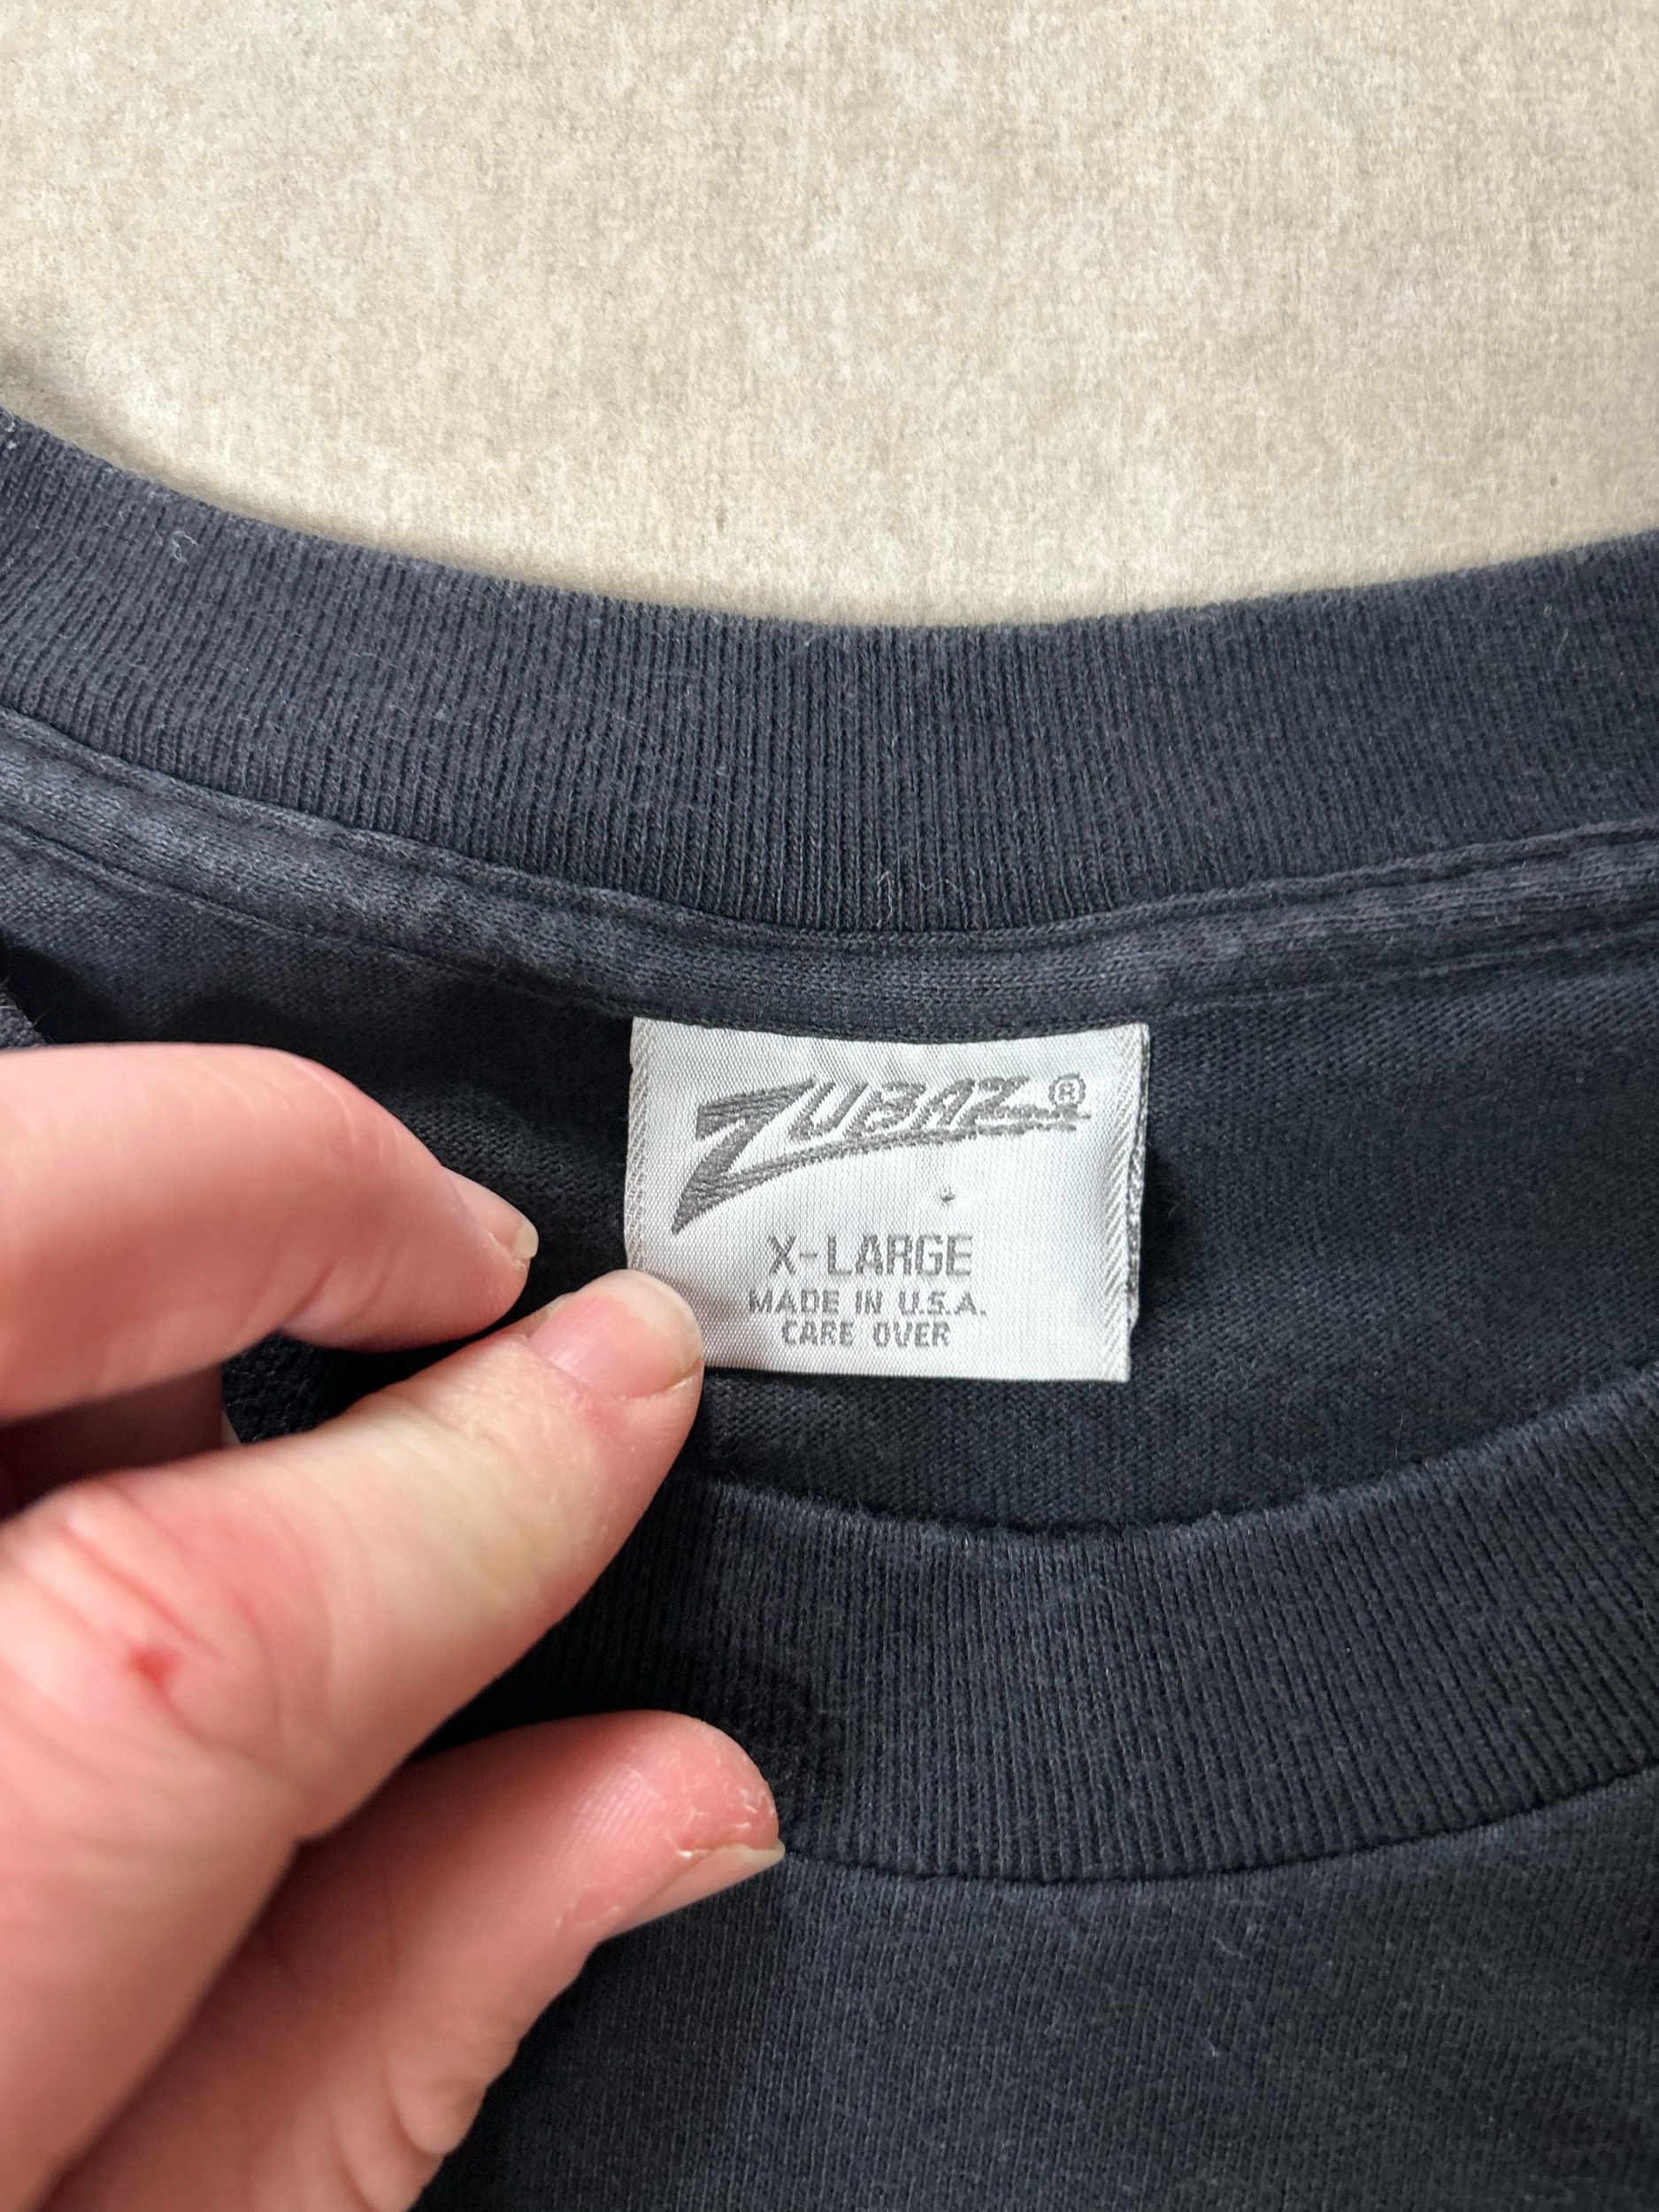 ZUBAZ®
X-LARGE
MADE IN U.S.A.
CARE OVER